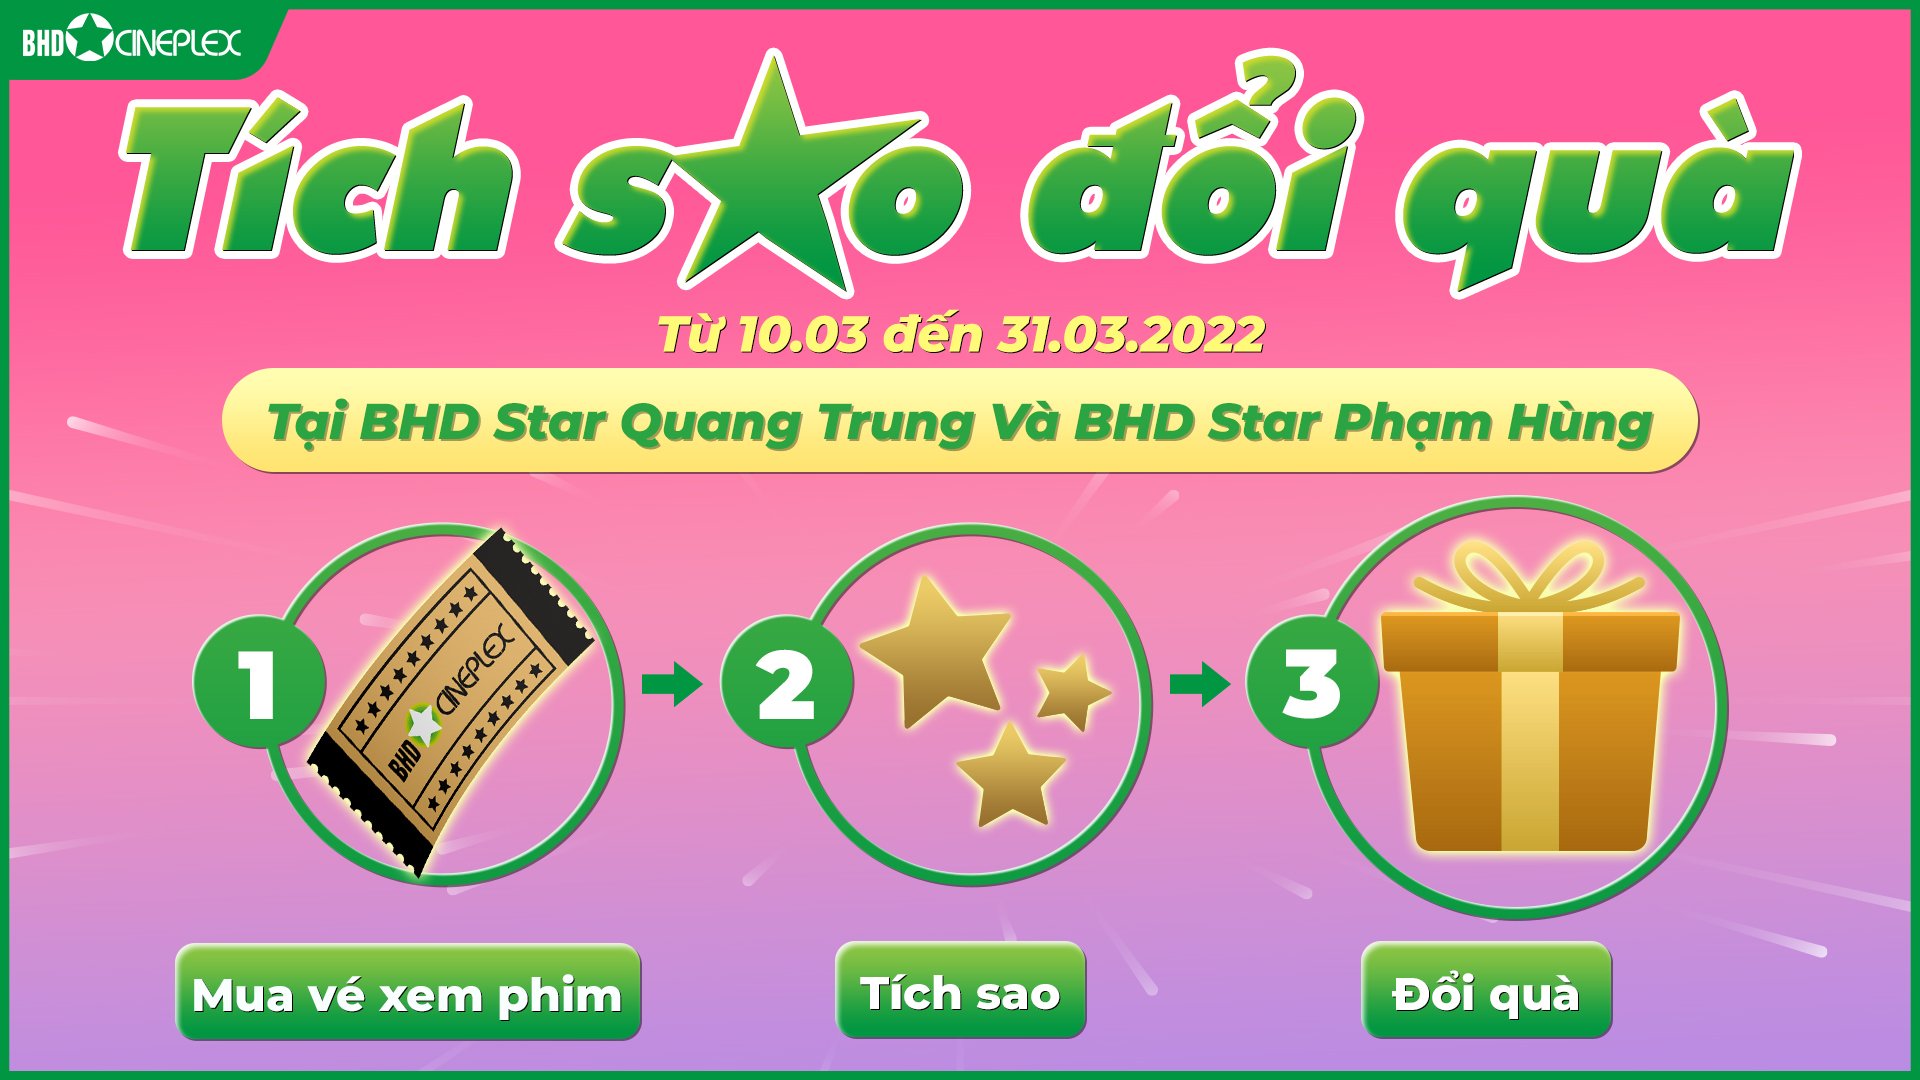 BHD CINEPLEX
Tích sao đổi quà
Từ 10.03 đến 31.03.2022
Tại BHD Star Quang Trung Và BHD Star Phạm Hùng
1
BHD CINEPLEX
2
3
Mua vé xem phim
Tích sao
Đổi quà